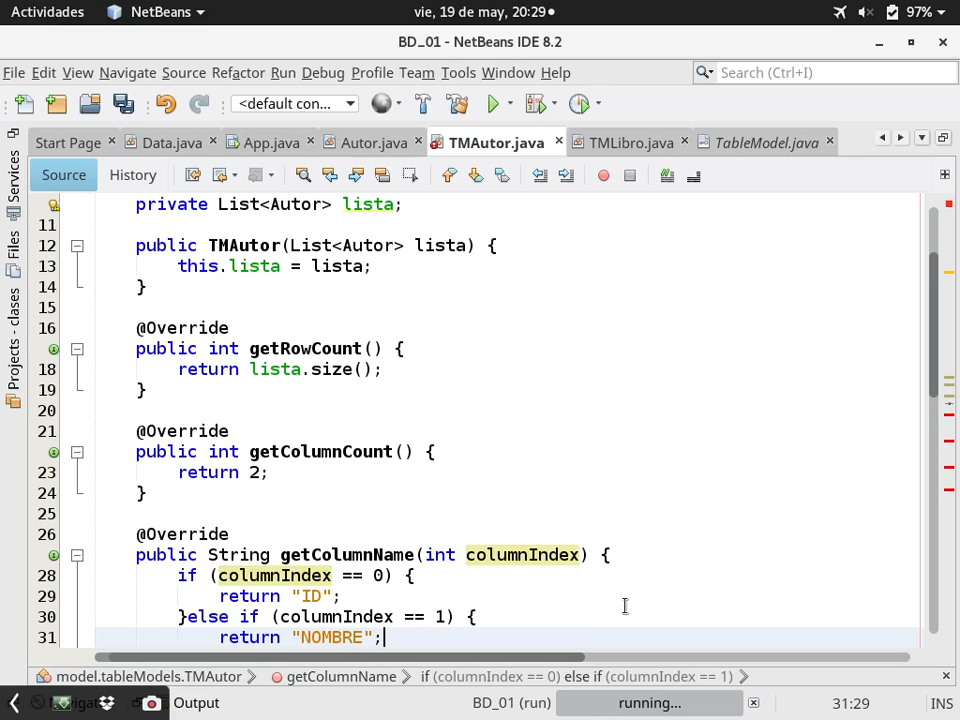 Actividades NetBeans vie, 19 de may, 20:29 97%
BD_01 - NetBeans IDE 8.2
File Edit View Navigate Source Refactor Run Debug Profile Team Tools Window Help Search (Ctrl+I)
<default con...
Start Page Data.java App.java Autor.java TMAutor.java TMLibro.java TableModel.java
Source History
Services
Files
Projects - clases
private List<Autor> lista;
11
12 public TMAutor(List<Autor> lista) {
13 this.lista = lista;
14 }
15
16 @Override
public int getRowCount() {
18 return lista.size();
19 }
20
21 @Override
public int getColumnCount() {
23 return 2;
24 }
25
26 @Override
public String getColumnName(int columnIndex) {
28 if (columnIndex == 0) {
29 return "ID";
30 }else if (columnIndex == 1) {
31 return "NOMBRE";
model.tableModels.TMAutor getColumnName if (columnIndex == 0) else if (columnIndex == 1)
Output BD_01 (run) running... 31:29 INS